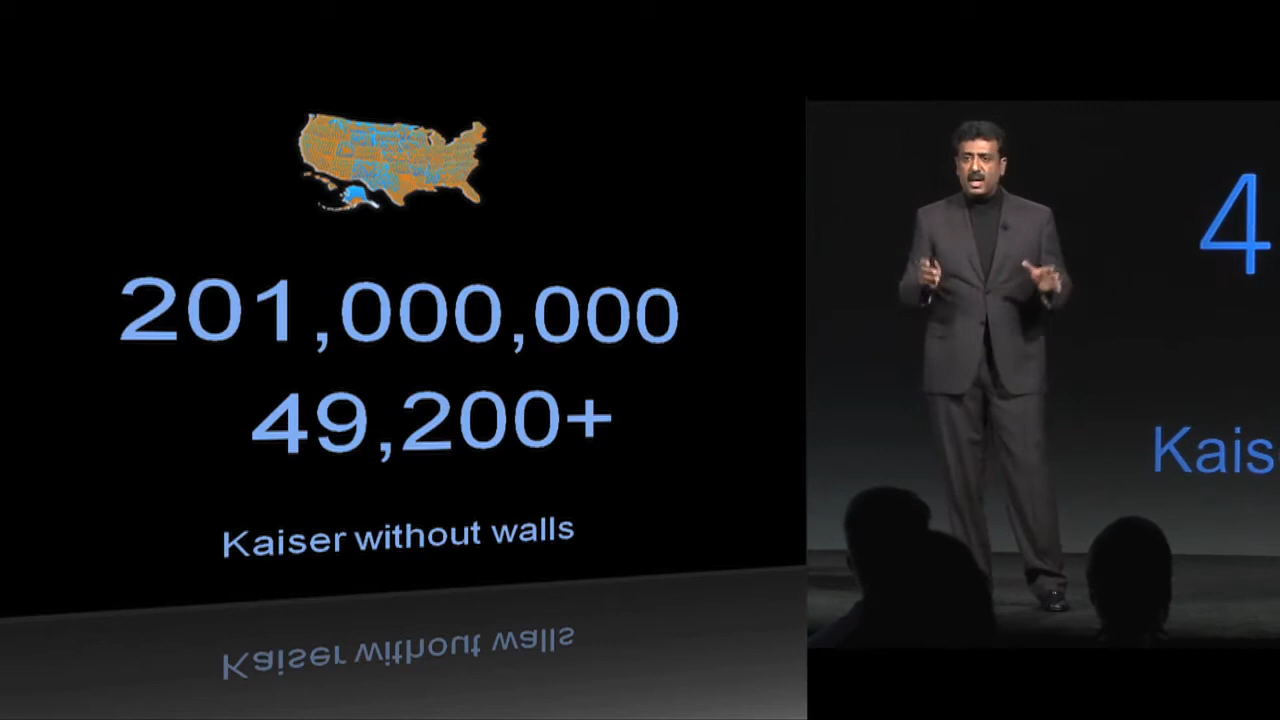 201,000,000
49,200+
Kaiser without walls
Kaiser without walls
4
Kais